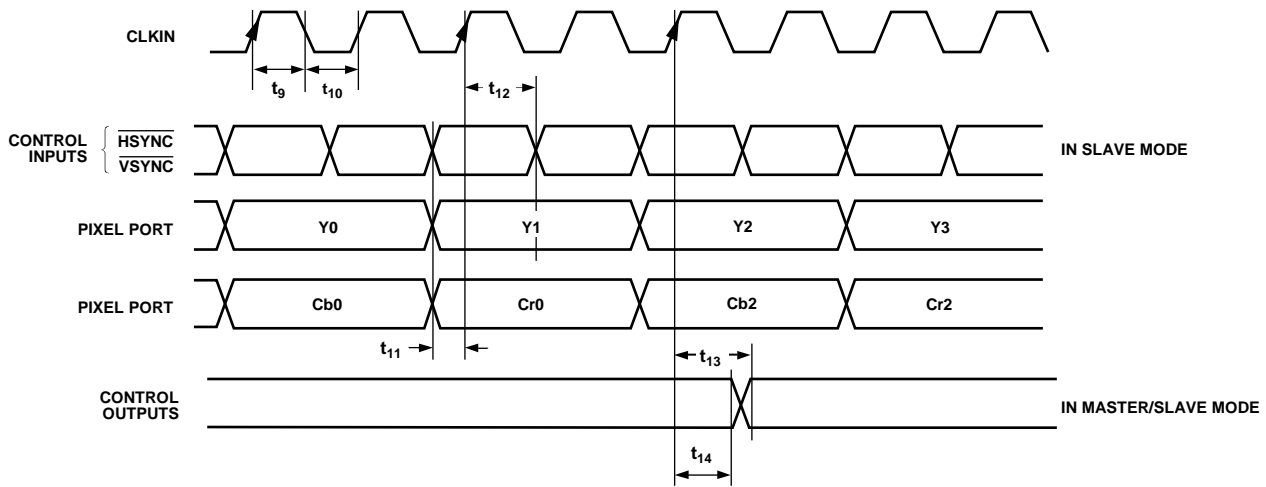 CLKIN
t9
t10
t12
CONTROL
INPUTS
HSYNC
VSYNC
IN SLAVE MODE
PIXEL PORT
Y0
Y1
Y2
Y3
PIXEL PORT
Cb0
Cr0
Cb2
Cr2
t11
t13
CONTROL
OUTPUTS
IN MASTER/SLAVE MODE
t14